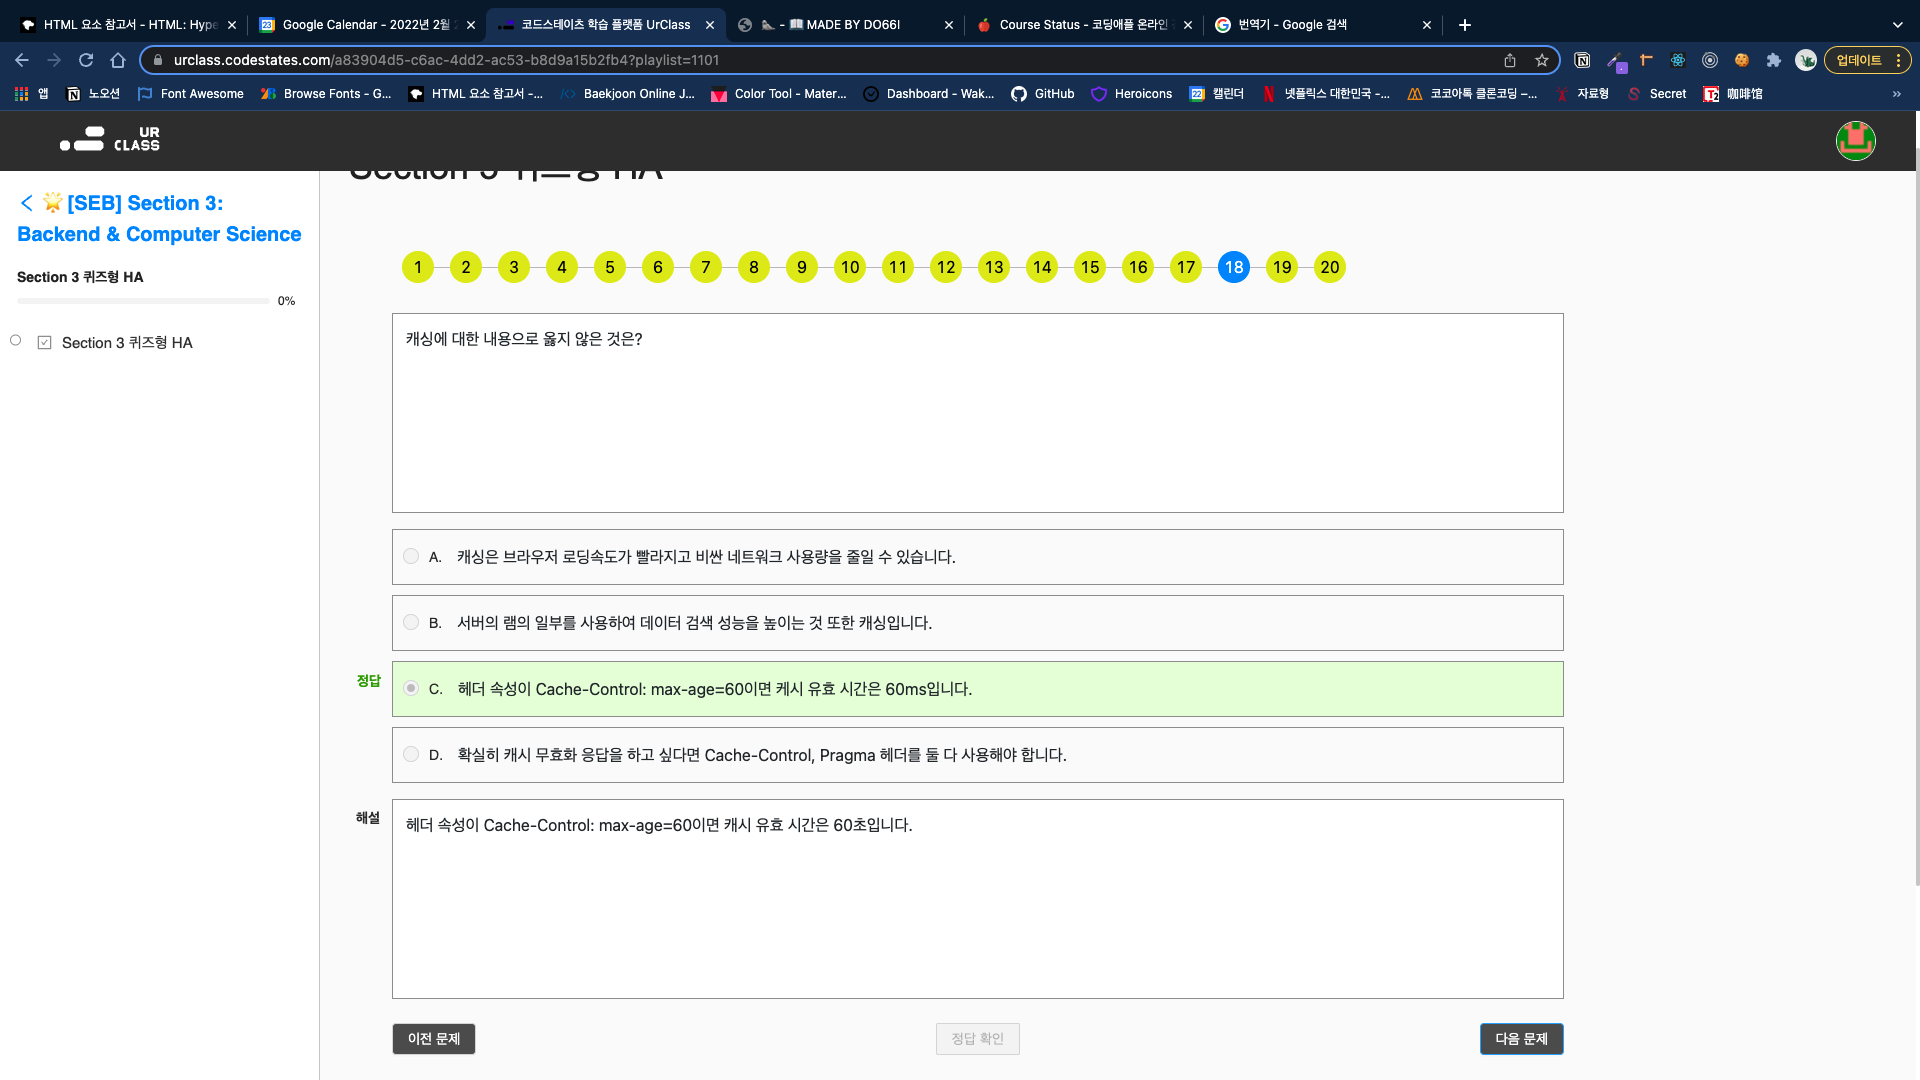 HTML 요소 참고서 - HTML: Hype
Google Calendar - 2022년 2월
코드스테이츠 학습 플랫폼 UrClass
- 📖 MADE BY DO66I
Course Status - 코딩애플 온라인
번역기 - Google 검색
urclass.codestates.com/a83904d5-c6ac-4dd2-ac53-b8d9a15b2fb4?playlist=1101
업데이트
앱
노오션
Font Awesome
Browse Fonts - G...
HTML 요소 참고서 -...
Baekjoon Online J...
Color Tool - Mater...
Dashboard - Wak...
GitHub
Heroicons
캘린더
넷플릭스 대한민국 -...
코코아톡 클론코딩 –...
자료형
Secret
咖啡馆
UR
CLASS
Section 3 퀴즈형 HA
🌟[SEB] Section 3:
Backend & Computer Science
Section 3 퀴즈형 HA
0%
Section 3 퀴즈형 HA
1 2 3 4 5 6 7 8 9 10 11 12 13 14 15 16 17 18 19 20
캐싱에 대한 내용으로 옳지 않은 것은?
A. 캐싱은 브라우저 로딩속도가 빨라지고 비싼 네트워크 사용량을 줄일 수 있습니다.
B. 서버의 램의 일부를 사용하여 데이터 검색 성능을 높이는 것 또한 캐싱입니다.
정답
C. 헤더 속성이 Cache-Control: max-age=60이면 케시 유효 시간은 60ms입니다.
D. 확실히 캐시 무효화 응답을 하고 싶다면 Cache-Control, Pragma 헤더를 둘 다 사용해야 합니다.
해설
헤더 속성이 Cache-Control: max-age=60이면 캐시 유효 시간은 60초입니다.
이전 문제
정답 확인
다음 문제